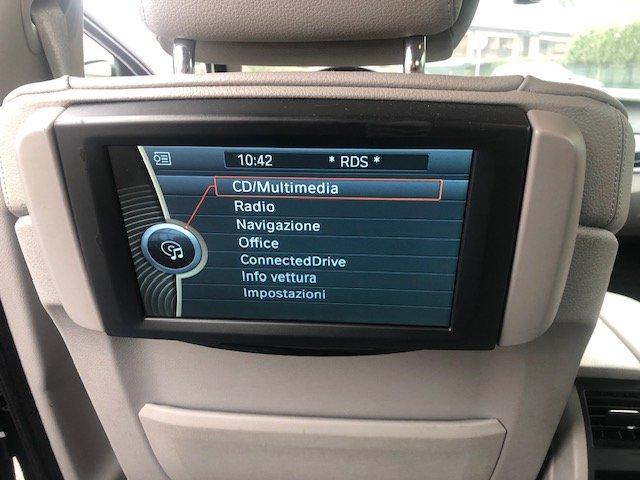 10:42 * RDS *
CD/Multimedia
Radio
Navigazione
Office
ConnectedDrive
Info vettura
Impostazioni